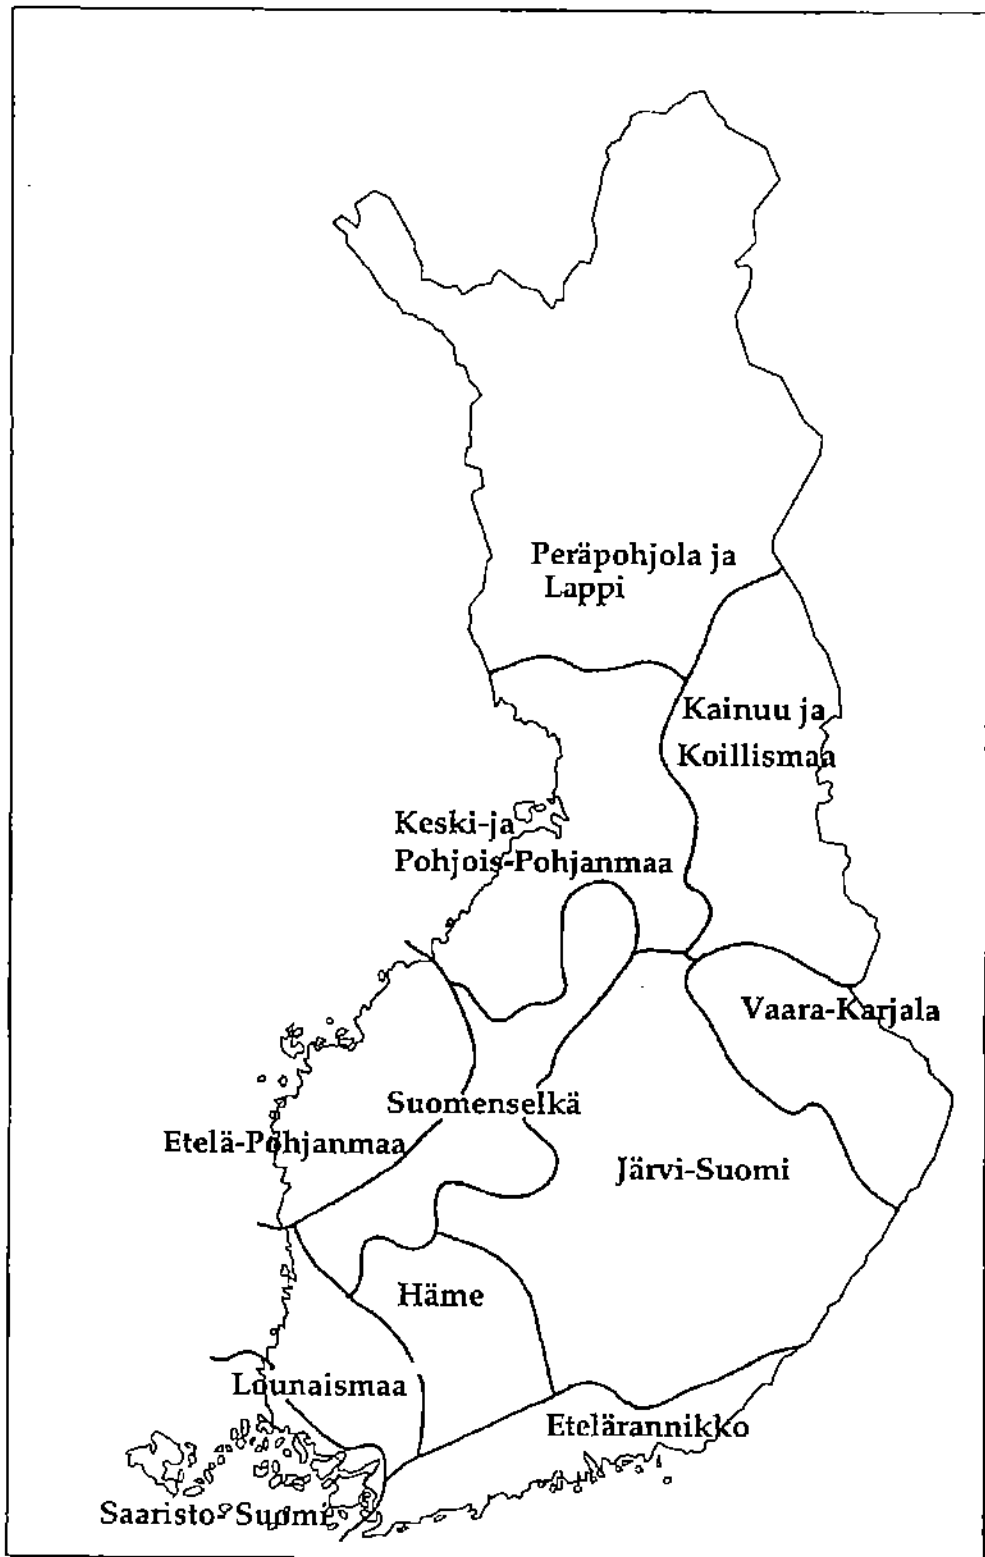 Peräpohjola ja
Lappi
Kainuu ja
Koillismaa
Keski-ja
Pohjois-Pohjanmaa
Vaara-Karjala
Suomenselkä
Etelä-Pohjanmaa
Järvi-Suomi
Häme
Lounaismaa
Etelärannikko
Saaristo-Suomi